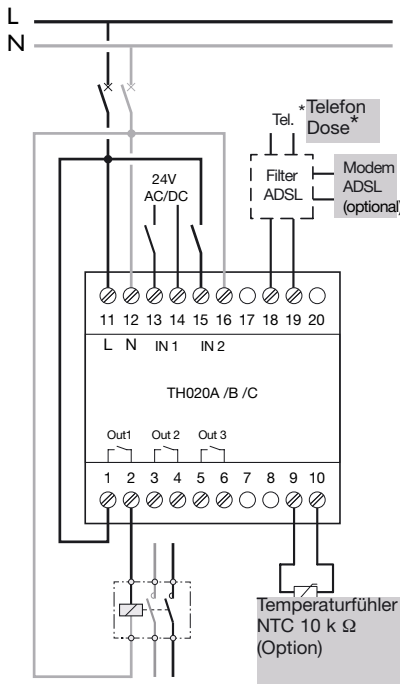 L
N
Tel.
*Telefon
Dose*
24V
AC/DC
Filter
ADSL
Modem
ADSL
(optional)
11 12 13 14 15 16 17 18 19 20
L N IN 1 IN 2
TH020A /B /C
Out1 Out 2 Out 3
1 2 3 4 5 6 7 8 9 10
Temperaturfühler
NTC 10 k Ω
(Option)